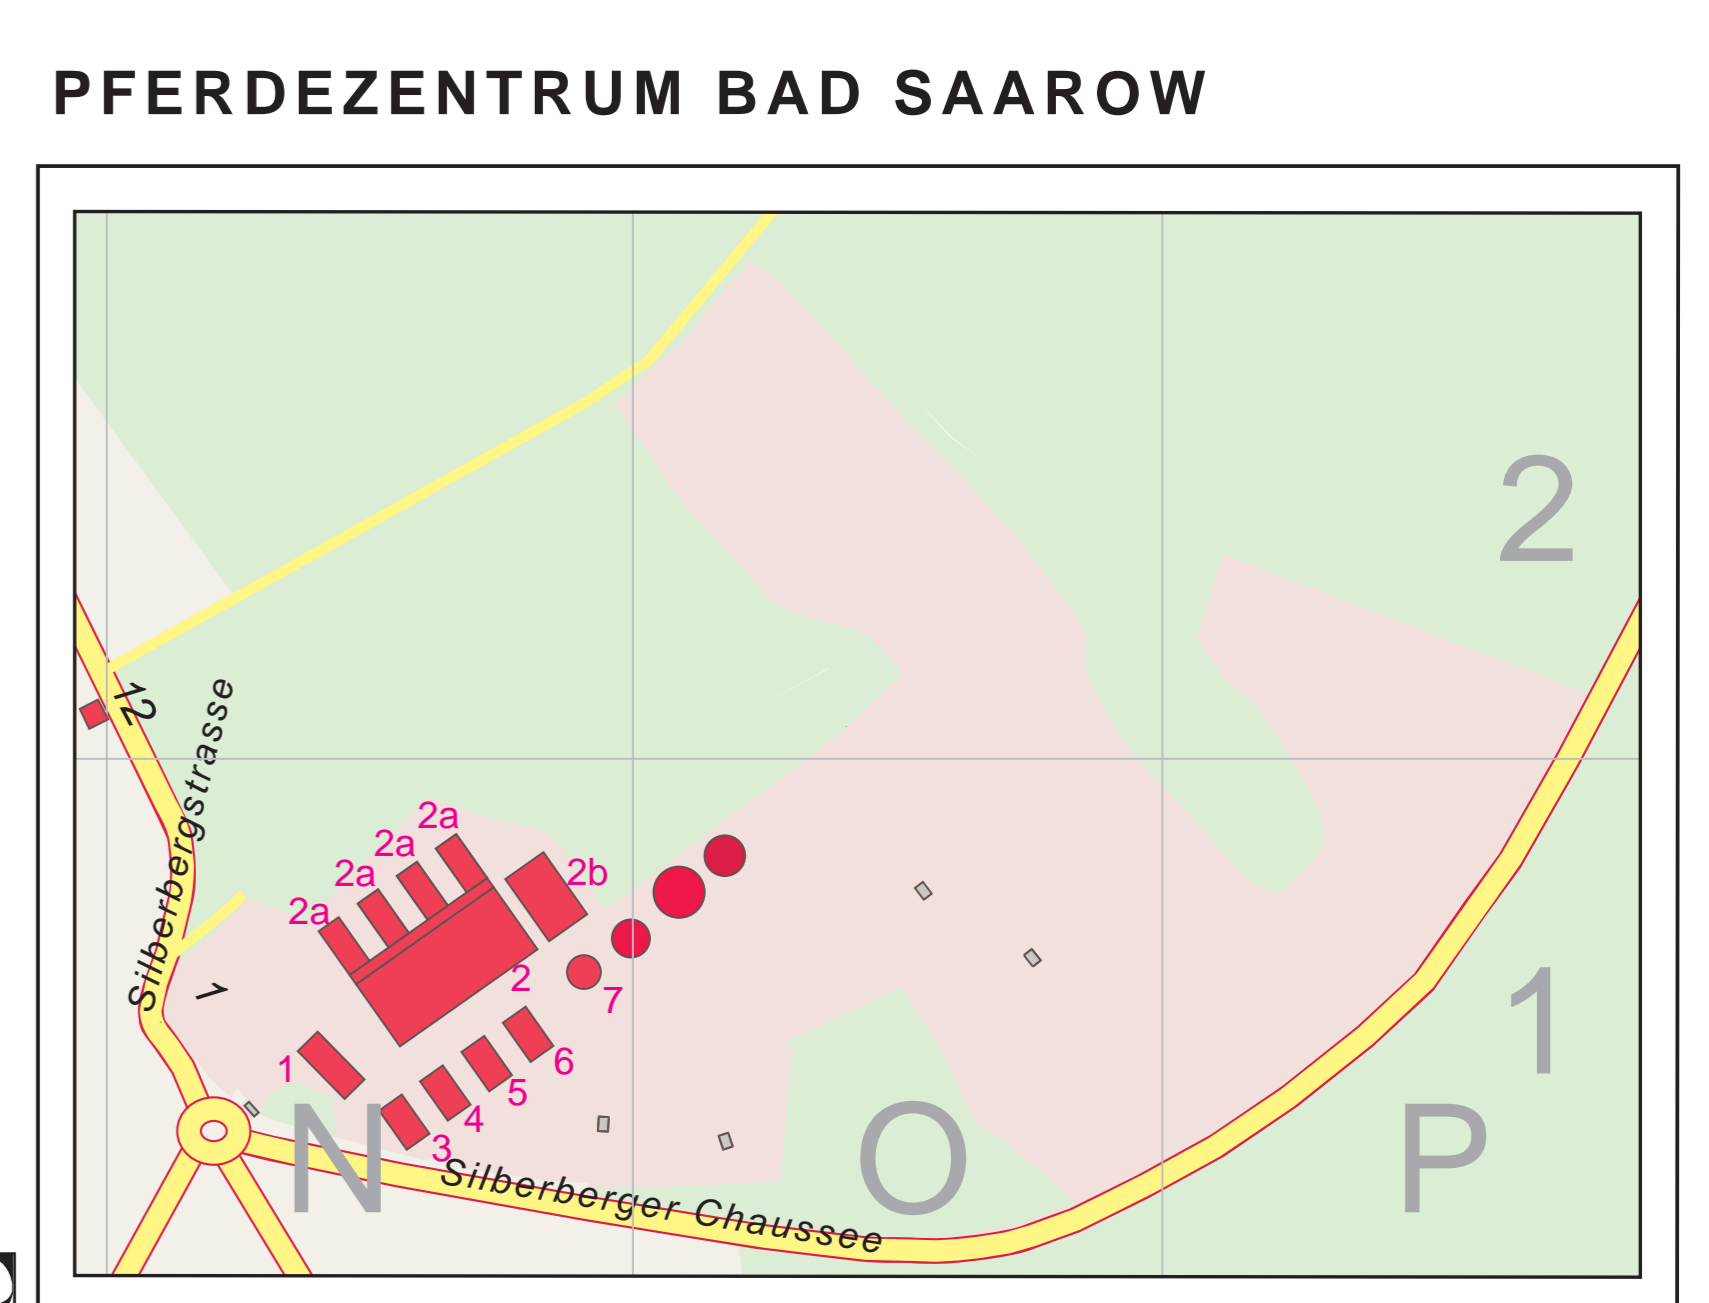 PFERDEZENTRUM BAD SAAROW
2
12
Silberbergstrasse
2a
2a
2a
2a
2b
2
7
1
1
1
6
5
4
3
N
O
P
Silberberger Chaussee